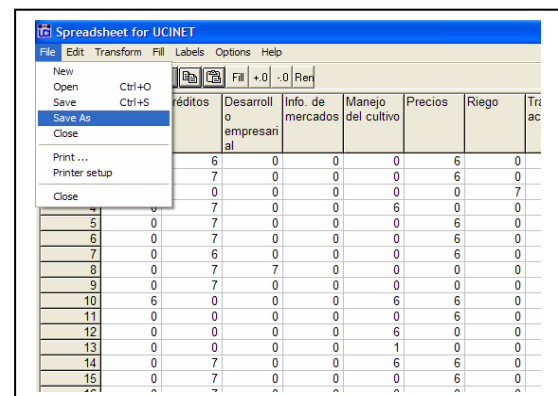 Spreadsheet for UCINET
File Edit Transform Fill Labels Options Help
New
Open Ctrl+O
Save Ctrl+S
Save As
Close
Print ...
Printer setup
Close
Fill +.0 -.0 Ren
réditos Desarroll Info. de Manejo Precios Riego Tra
o mercados del cultivo ac
empresari
al
6 0 0 0 6 0
7 0 0 0 6 0
0 0 0 0 0 7
4 0 7 0 0 6 0 0
5 0 7 0 0 0 6 0
6 0 7 0 0 0 6 0
7 0 6 0 0 0 6 0
8 0 7 7 0 0 0 0
9 0 7 0 0 0 0 0
10 6 0 0 0 6 6 0
11 0 0 0 0 0 6 0
12 0 0 0 0 6 0 0
13 0 0 0 0 1 0 0
14 0 7 0 0 6 6 0
15 0 7 0 0 0 6 0